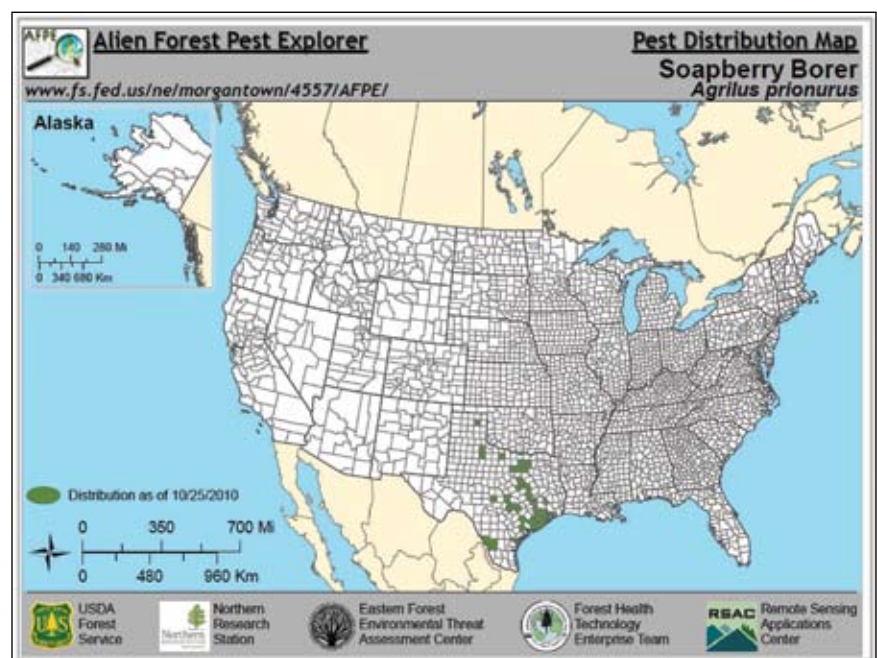 AFPE
Alien Forest Pest Explorer
Pest Distribution Map
Soapberry Borer
www.fs.fed.us/ne/morgantown/4557/AFPE/
Agrilus prionurus
Alaska
0 140 280 Mi
0 340 680 Km
Distribution as of 10/25/2010
0 350 700 Mi
0 480 960 Km
UAS
USDA
Forest
Service
Northern
Northern
Research
Station
Eastern Forest
Environmental Threat
Assessment Center
Forest Health
Technology
Enterprise Team
RSAC
Remote Sensing
Applications
Center